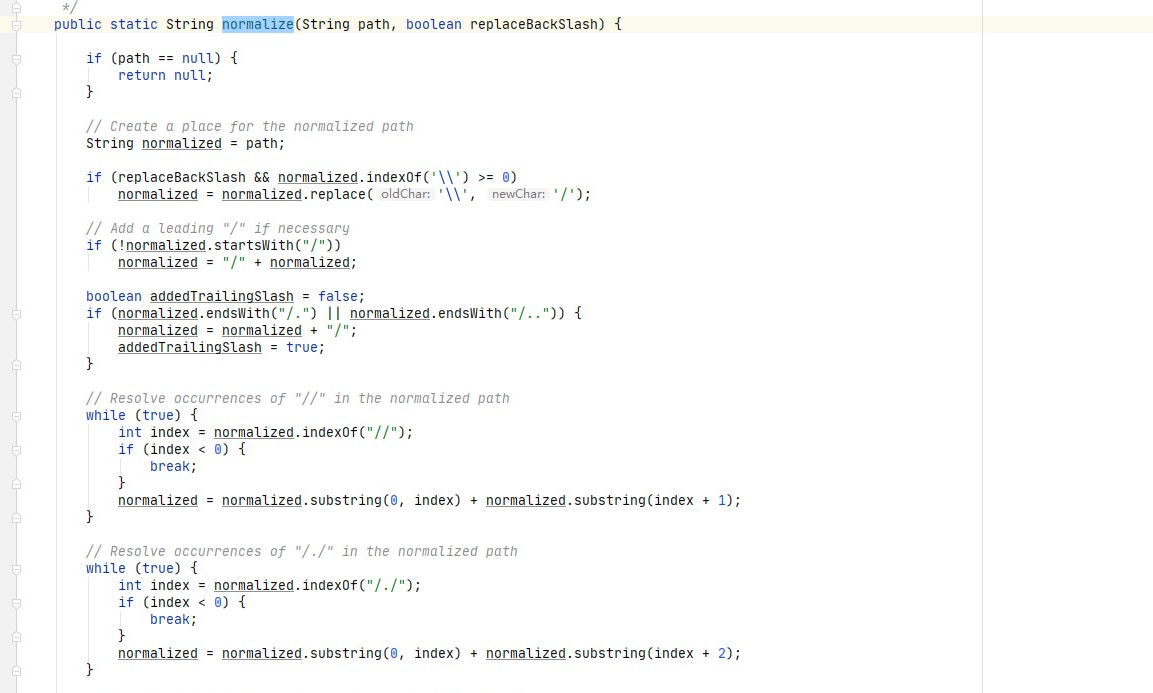 */
public static String normalize(String path, boolean replaceBackSlash) {
if (path == null) {
return null;
}
// Create a place for the normalized path
String normalized = path;
if (replaceBackSlash && normalized.indexOf('\\') >= 0)
normalized = normalized.replace( oldChar: '\\', newChar: '/');
// Add a leading "/" if necessary
if (!normalized.startsWith("/"))
normalized = "/" + normalized;
boolean addedTrailingSlash = false;
if (normalized.endsWith("/.") || normalized.endsWith("/..")) {
normalized = normalized + "/";
addedTrailingSlash = true;
}
// Resolve occurrences of "//" in the normalized path
while (true) {
int index = normalized.indexOf("//");
if (index < 0) {
break;
}
normalized = normalized.substring(0, index) + normalized.substring(index + 1);
}
// Resolve occurrences of "/./" in the normalized path
while (true) {
int index = normalized.indexOf("/./");
if (index < 0) {
break;
}
normalized = normalized.substring(0, index) + normalized.substring(index + 2);
}